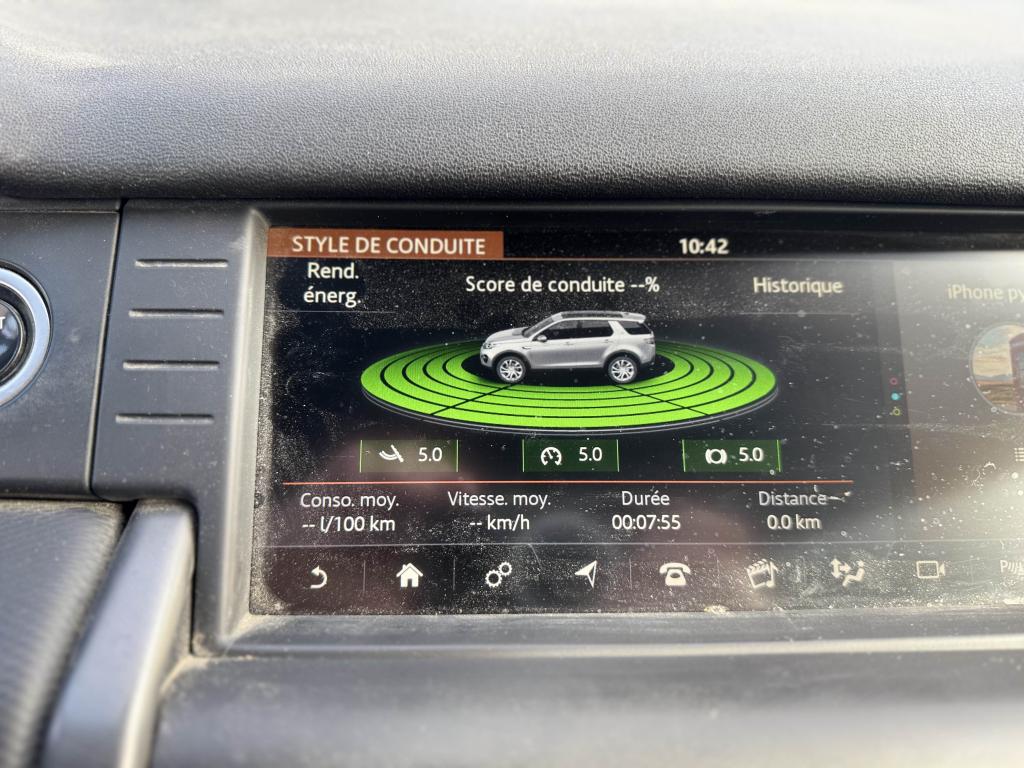 STYLE DE CONDUITE
10:42
Rend.
énerg.
Score de conduite --%
Historique
iPhone
5.0
5.0
5.0
Conso. moy.
Vitesse. moy.
Durée
Distance
-- l/100 km
-- km/h
00:07:55
0.0 km